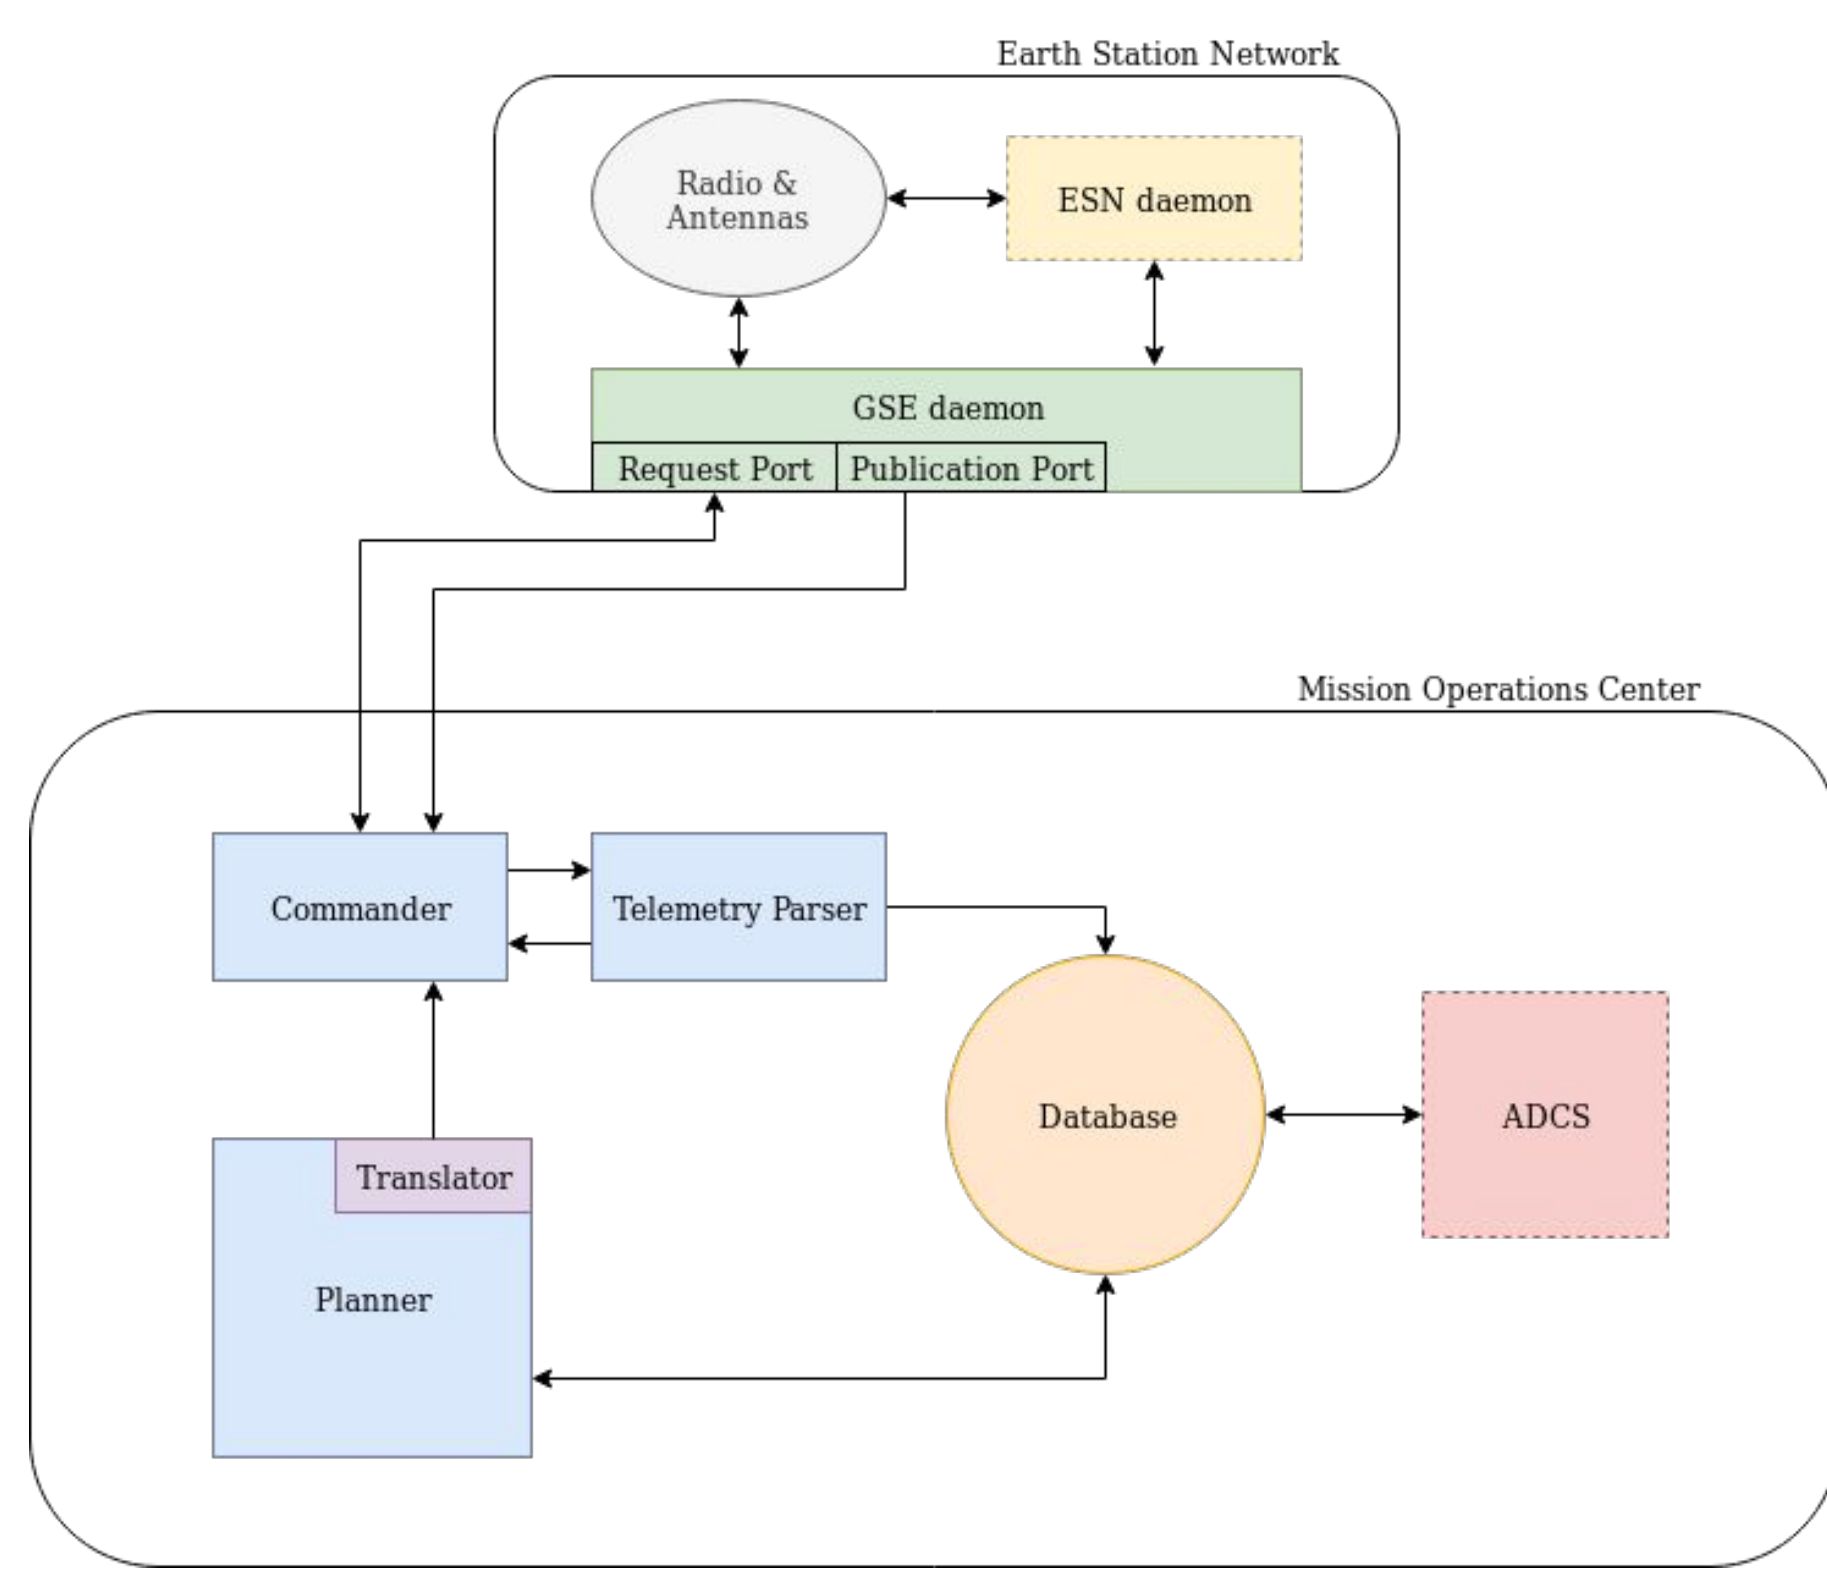 Earth Station Network
Radio &
Antennas
ESN daemon
GSE daemon
Request Port
Publication Port
Mission Operations Center
Commander
Telemetry Parser
Database
ADCS
Translator
Planner